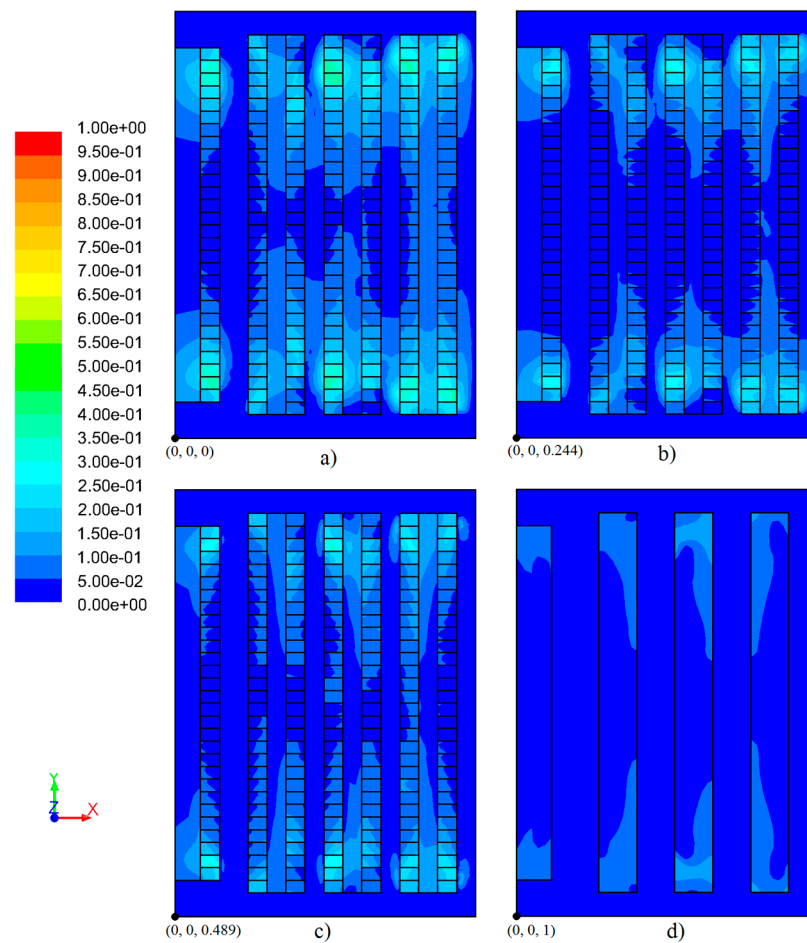 1.00e+00
9.50e-01
9.00e-01
8.50e-01
8.00e-01
7.50e-01
7.00e-01
6.50e-01
6.00e-01
5.50e-01
5.00e-01
4.50e-01
4.00e-01
3.50e-01
3.00e-01
2.50e-01
2.00e-01
1.50e-01
1.00e-01
5.00e-02
0.00e+00
(0, 0, 0)
a)
(0, 0, 0.244)
b)
Y
Z
X
(0, 0, 0.489)
c)
(0, 0, 1)
d)